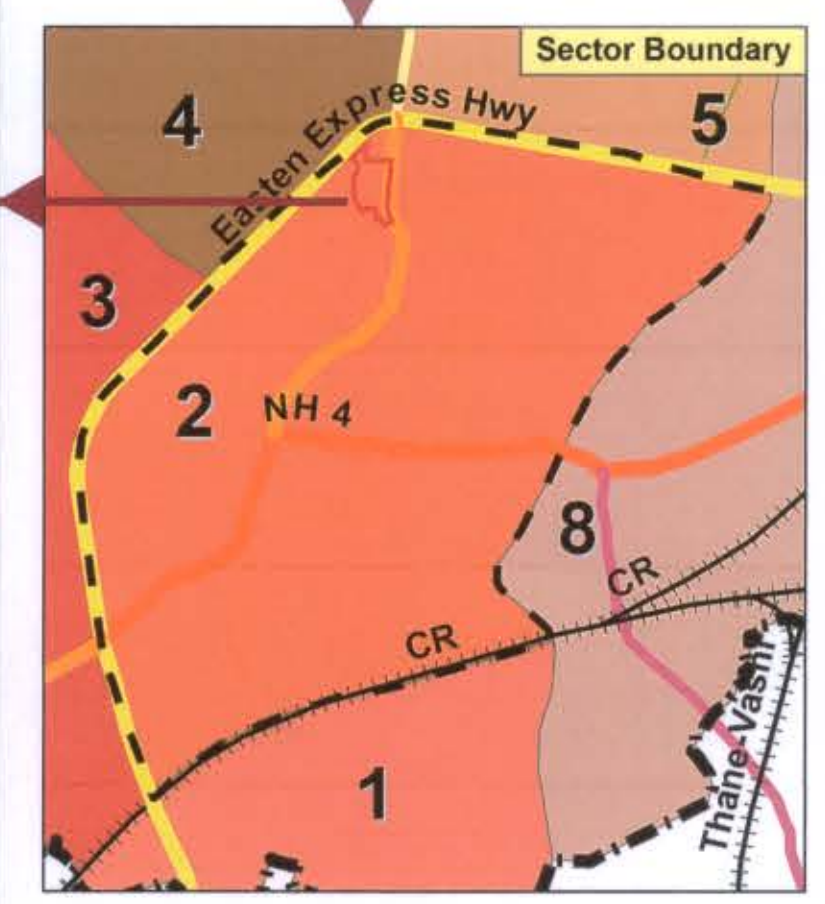 Sector Boundary
4
Easten Express Hwy
5
3
2
NH 4
8
CR
CR
1
Thane-Vashi